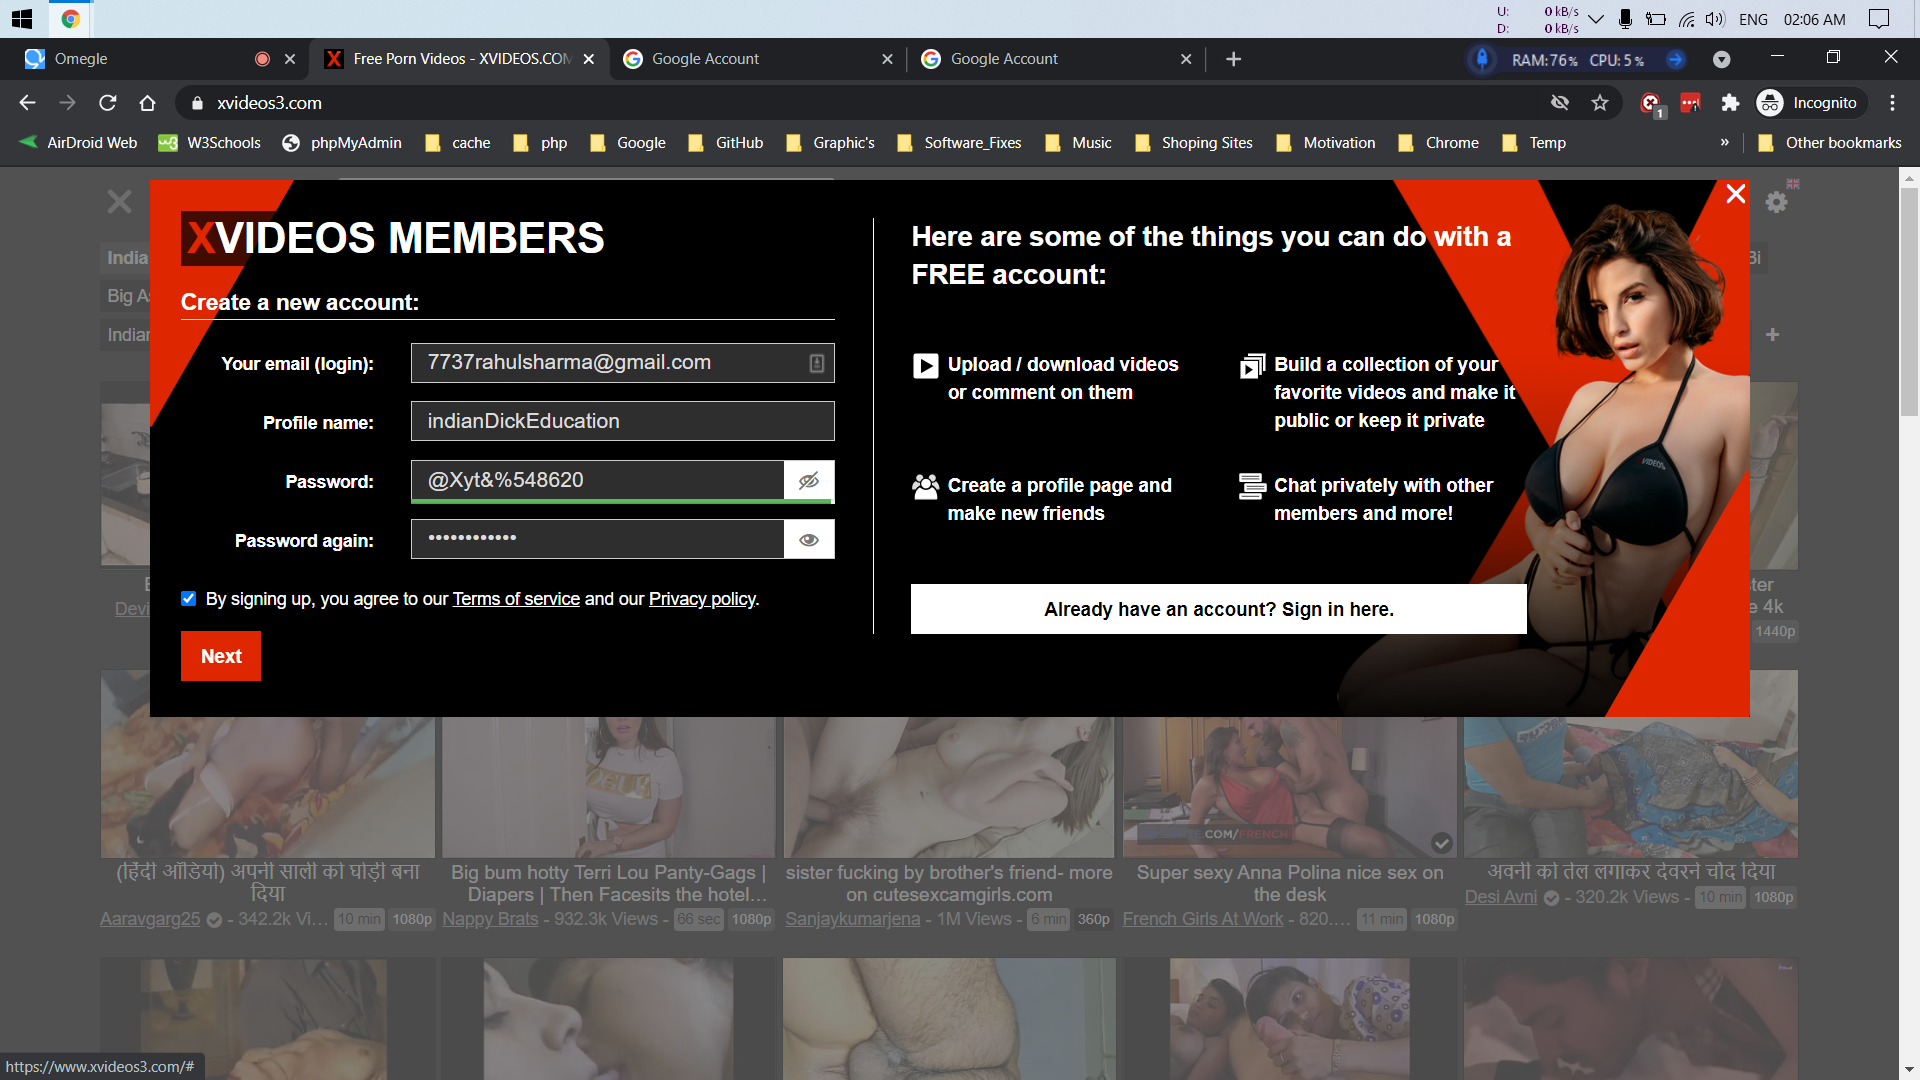 U: 0 kB/s
D: 0 kB/s
ENG 02:06 AM
Omegle
Free Porn Videos - XVIDEOS.COM
Google Account
Google Account
RAM:76% CPU:5%
xvideos3.com
1
Incognito
AirDroid Web W3Schools phpMyAdmin cache php Google GitHub Graphic's Software_Fixes Music Shoping Sites Motivation Chrome Temp » Other bookmarks
XVIDEOS MEMBERS
Create a new account:
Your email (login): 7737rahulsharma@gmail.com
Profile name: indianDickEducation
Password: @Xyt&%548620
Password again: ••••••••••••
By signing up, you agree to our Terms of service and our Privacy policy.
Next
Here are some of the things you can do with a
FREE account:
Upload / download videos
or comment on them
Build a collection of your
favorite videos and make it
public or keep it private
Create a profile page and
make new friends
Chat privately with other
members and more!
Already have an account? Sign in here.
India
Big A
Indian
Bi
Devi
4k
1440p
(हिंदी ऑडियो) अपनी साली को घोड़ी बना
दिया
Aaravgarg25 - 342.2k Vi… 10 min 1080p
Big bum hotty Terri Lou Panty-Gags |
Diapers | Then Facesits the hotel…
Nappy Brats - 932.3k Views - 66 sec 1080p
sister fucking by brother's friend- more
on cutesexcamgirls.com
Sanjaykumarjena - 1M Views - 6 min 360p
.COM/FRENCH
Super sexy Anna Polina nice sex on
the desk
French Girls At Work - 820.… 11 min 1080p
अवनी को तेल लगाकर देवरने चोद दिया
Desi Avni - 320.2k Views - 10 min 1080p
https://www.xvideos3.com/#